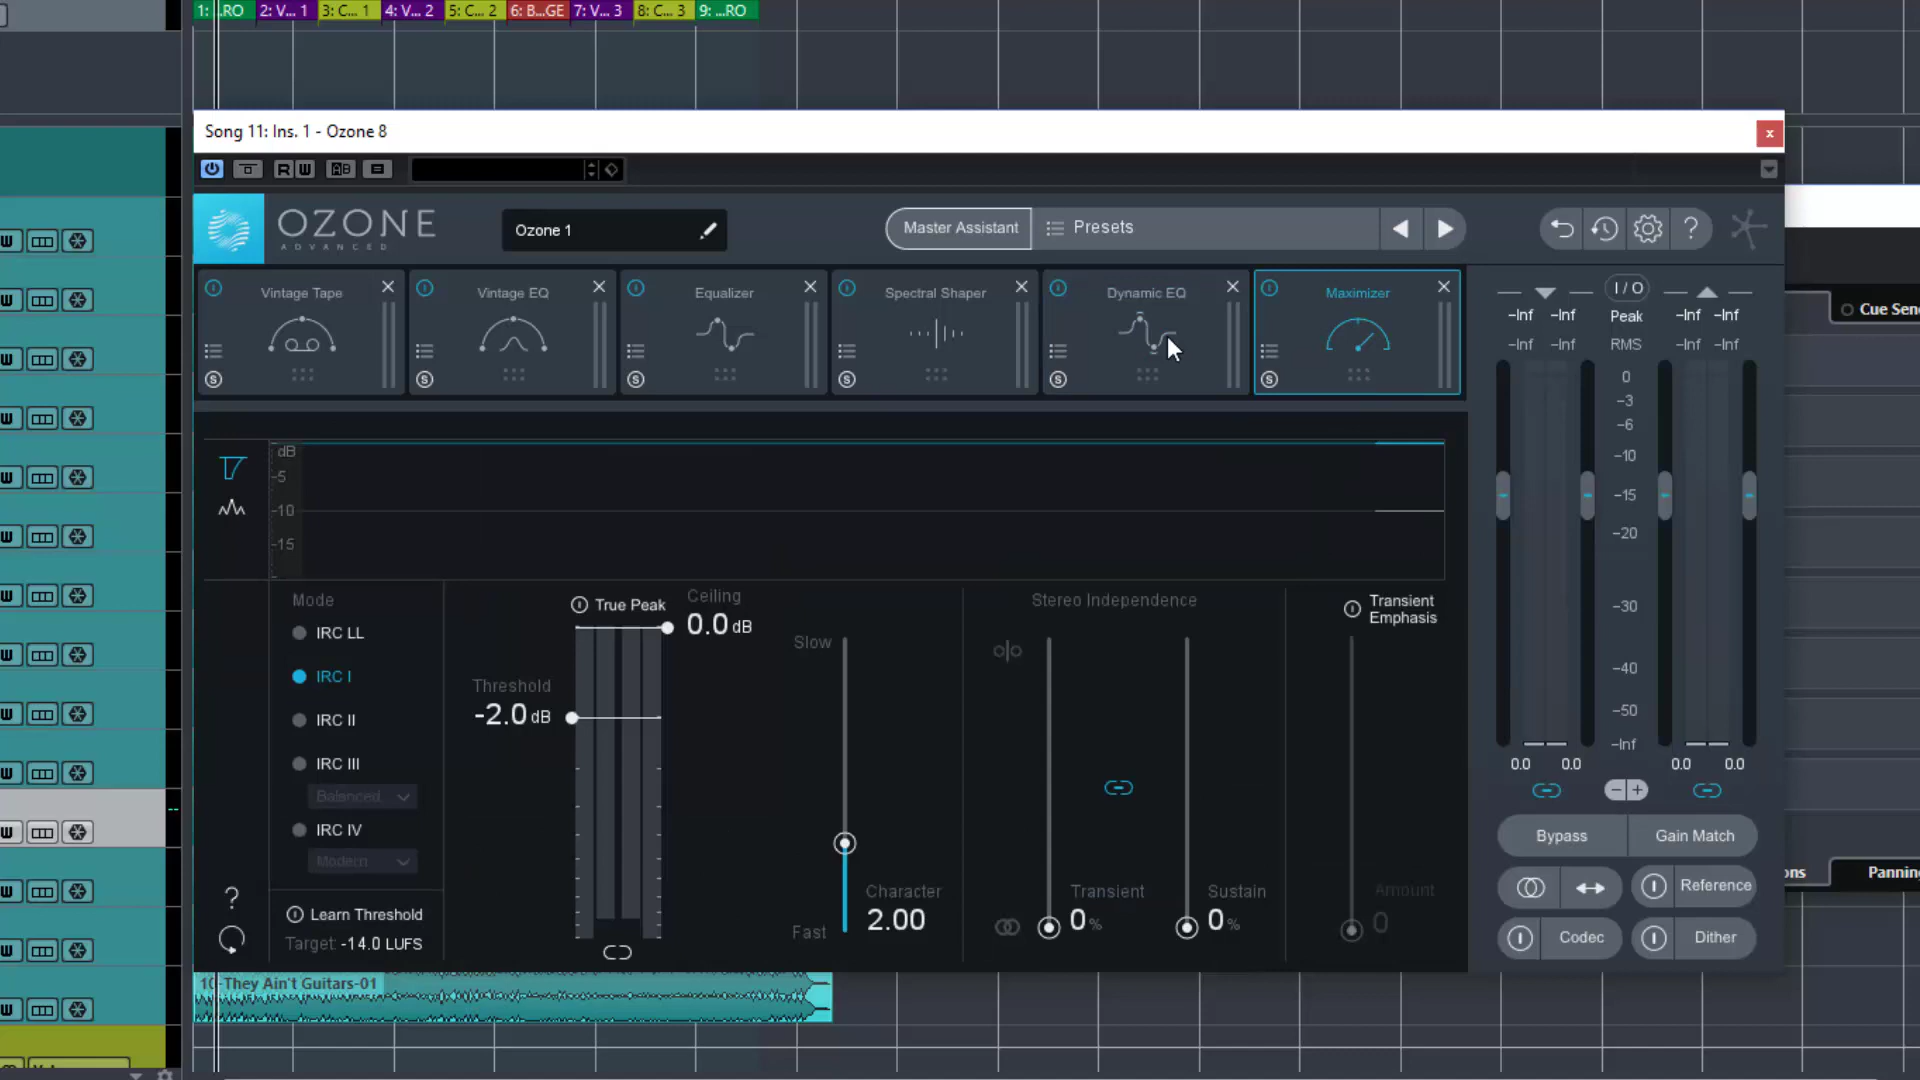 1: ..RO 2: V... 1 3: C... 1 4: V... 2 5: C... 2 6: B...GE 7: V... 3 8: C... 3 9: ...RO
Song 11: Ins. 1 - Ozone 8
R W AB
OZONE
ADVANCED
Ozone 1
Master Assistant
Presets
?
Vintage Tape
Vintage EQ
Equalizer
Spectral Shaper
Dynamic EQ
Maximizer
S S S S S
I / O
-Inf -Inf Peak -Inf -Inf
-Inf -Inf RMS -Inf -Inf
Cue Send
0
-3
-6
-10
-15
-20
-30
-40
-50
-Inf
0.0 0.0 0.0 0.0
dB
-5
-10
-15
Mode
IRC LL
IRC I
IRC II
IRC III
Balanced
IRC IV
Modern
?
Learn Threshold
Target: -14.0 LUFS
True Peak
Ceiling
0.0 dB
Threshold
-2.0 dB
Slow
Fast
Character
2.00
Stereo Independence
Transient
0 %
Sustain
0 %
Transient
Emphasis
Amount
0
Bypass
Gain Match
Reference
Codec
Dither
ons
Panning
10-They Ain't Guitars-01